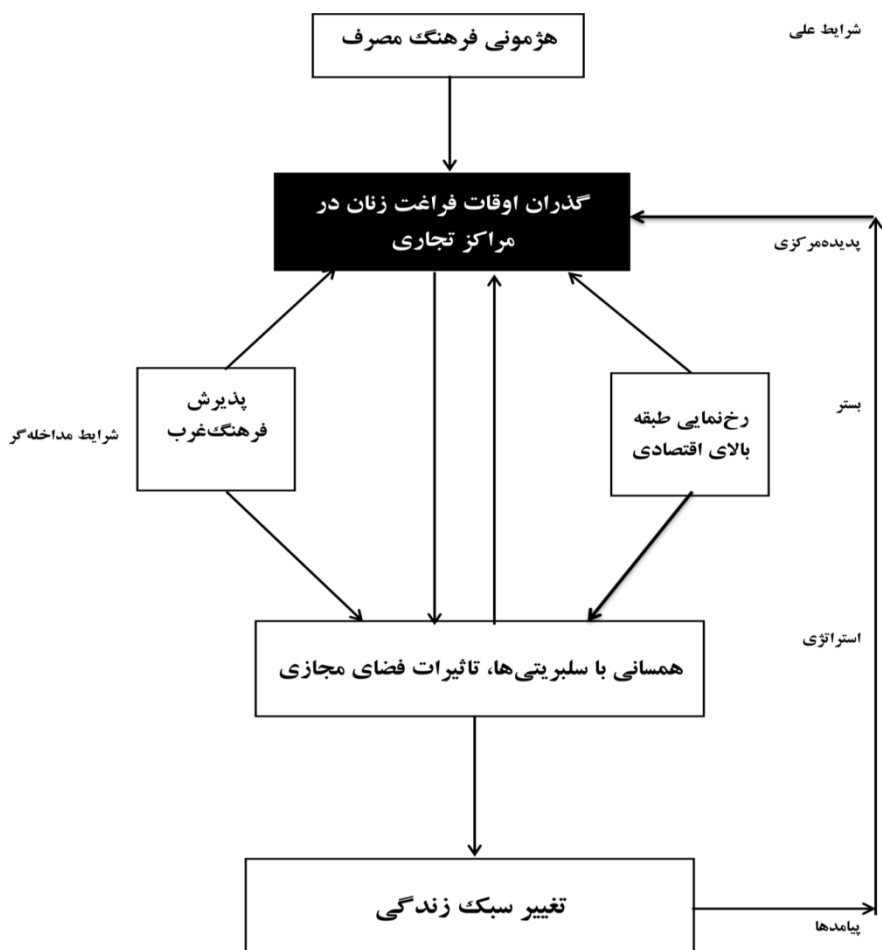 شرایط علی
هژمونی فرهنگ مصرف
گذران اوقات فراغت زنان در
مراکز تجاری
پدیده‌مرکزی
بستر
رخ‌نمایی طبقه
بالای اقتصادی
پذیرش
فرهنگ‌غرب
شرایط مداخله‌گر
استراتژی
همسانی با سلبریتی‌ها، تاثیرات فضای مجازی
تغییر سبک زندگی
پیامدها